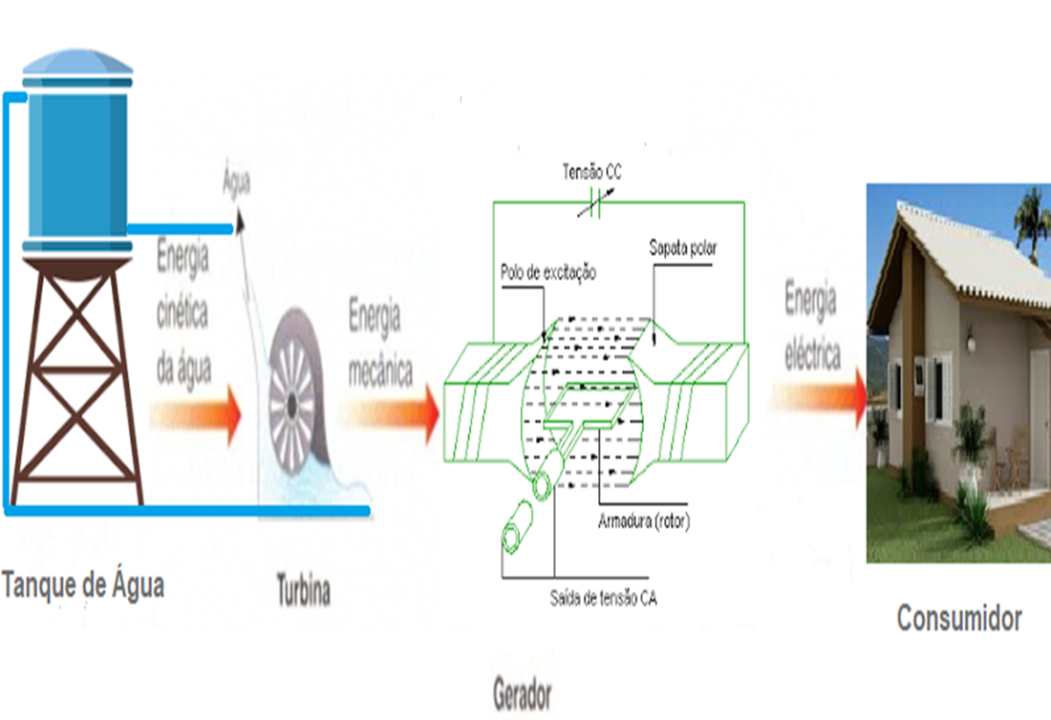 Água
Energia
cinética
da água
Energia
mecânica
Tensão CC
Polo de excitação
Sapata polar
Armadura (rotor)
Saída de tensão CA
Energia
eléctrica
Tanque de Água
Turbina
Gerador
Consumidor